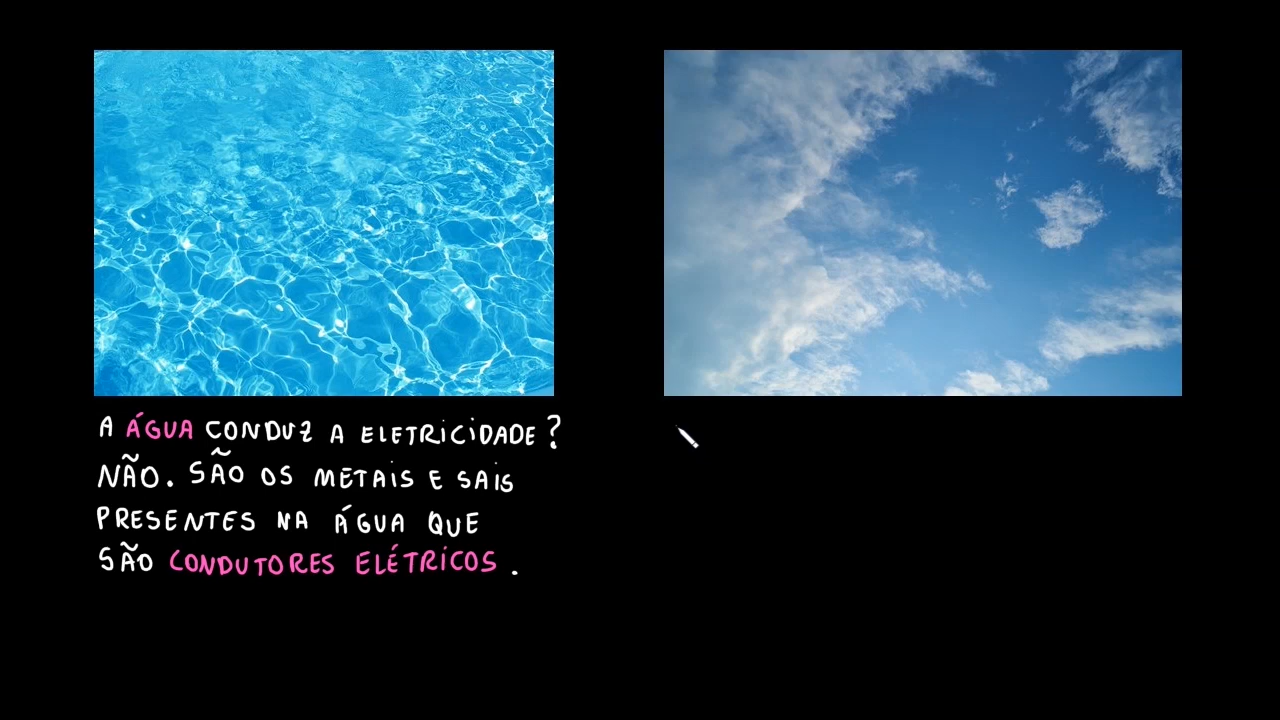 A ÁGUA CONDUZ A ELETRICIDADE?
NÃO. SÃO OS METAIS E SAIS
PRESENTES NA ÁGUA QUE
SÃO CONDUTORES ELÉTRICOS.